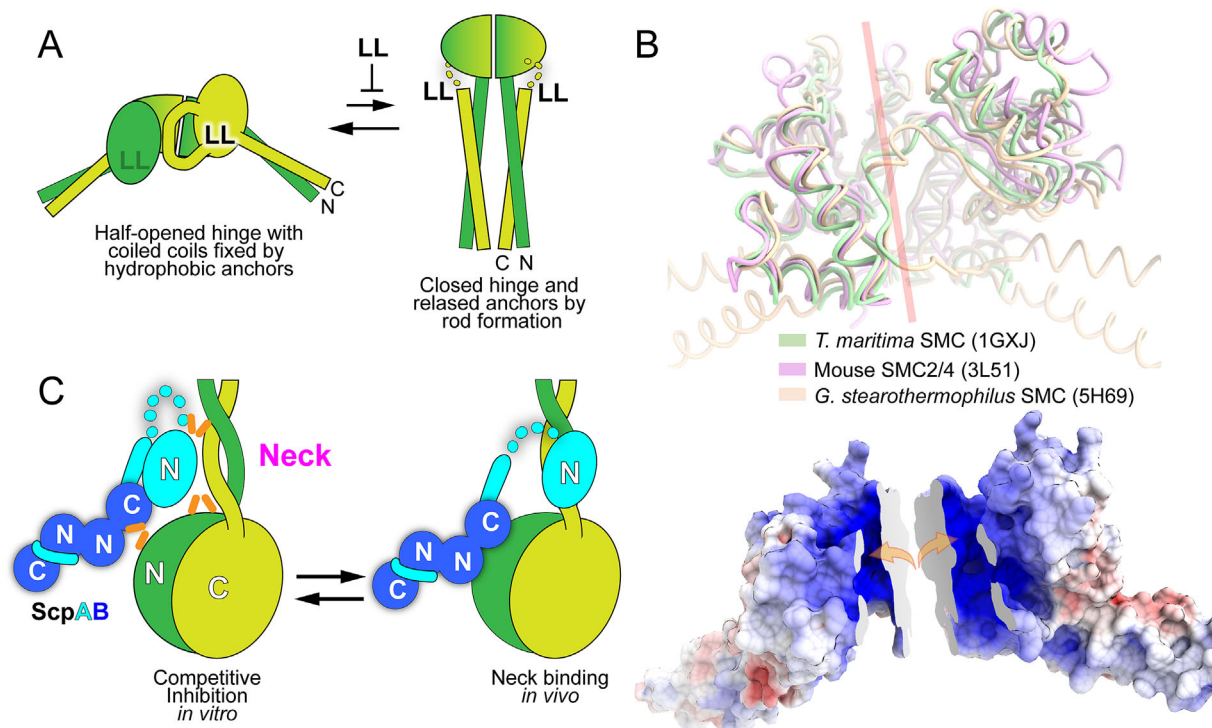 A
LL
LL
LL
C
N
Half-opened hinge with
coiled coils fixed by
hydrophobic anchors
LL
LL
C N
Closed hinge and
relased anchors by
rod formation
B
T. maritima SMC (1GXJ)
Mouse SMC2/4 (3L51)
G. stearothermophilus SMC (5H69)
C
N
Neck
C
N
N
C
N
C
ScpAB
Competitive
Inhibition
in vitro
N
C
N
N
C
Neck binding
in vivo